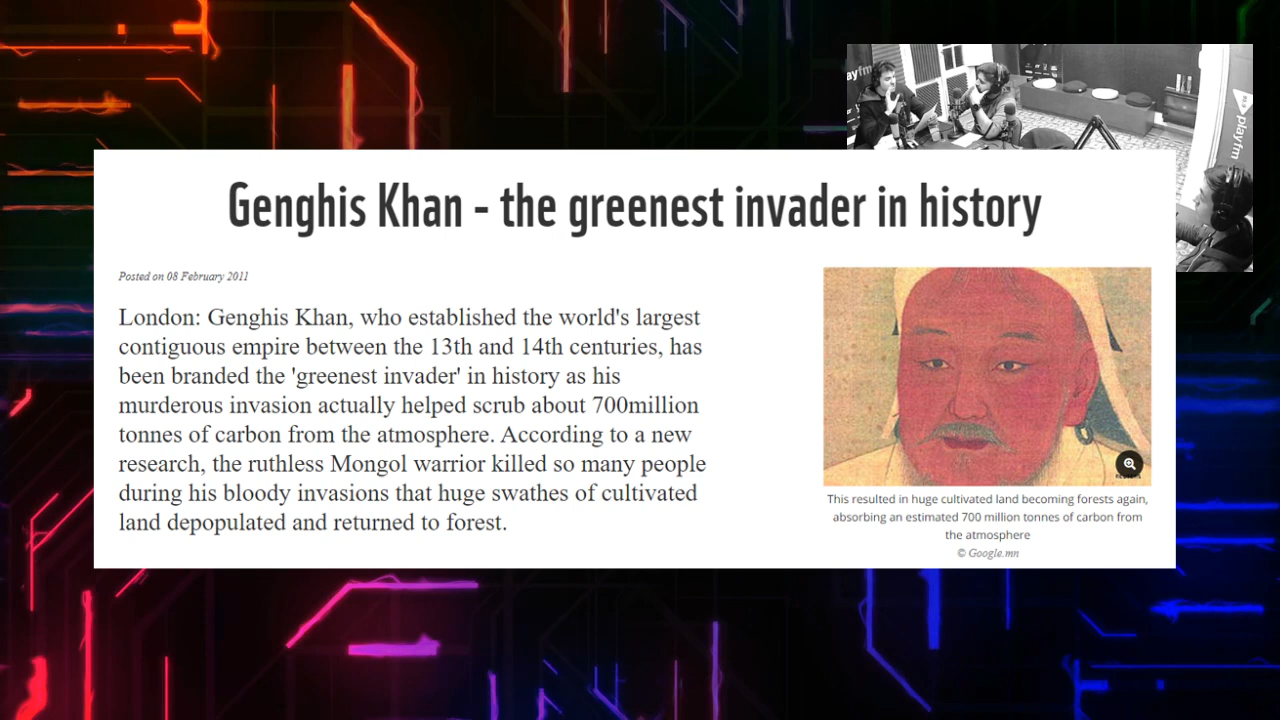 ayfm
playfm
Genghis Khan - the greenest invader in history
Posted on 08 February 2011
London: Genghis Khan, who established the world's largest
contiguous empire between the 13th and 14th centuries, has
been branded the 'greenest invader' in history as his
murderous invasion actually helped scrub about 700million
tonnes of carbon from the atmosphere. According to a new
research, the ruthless Mongol warrior killed so many people
during his bloody invasions that huge swathes of cultivated
land depopulated and returned to forest.
This resulted in huge cultivated land becoming forests again,
absorbing an estimated 700 million tonnes of carbon from
the atmosphere
© Google.mn